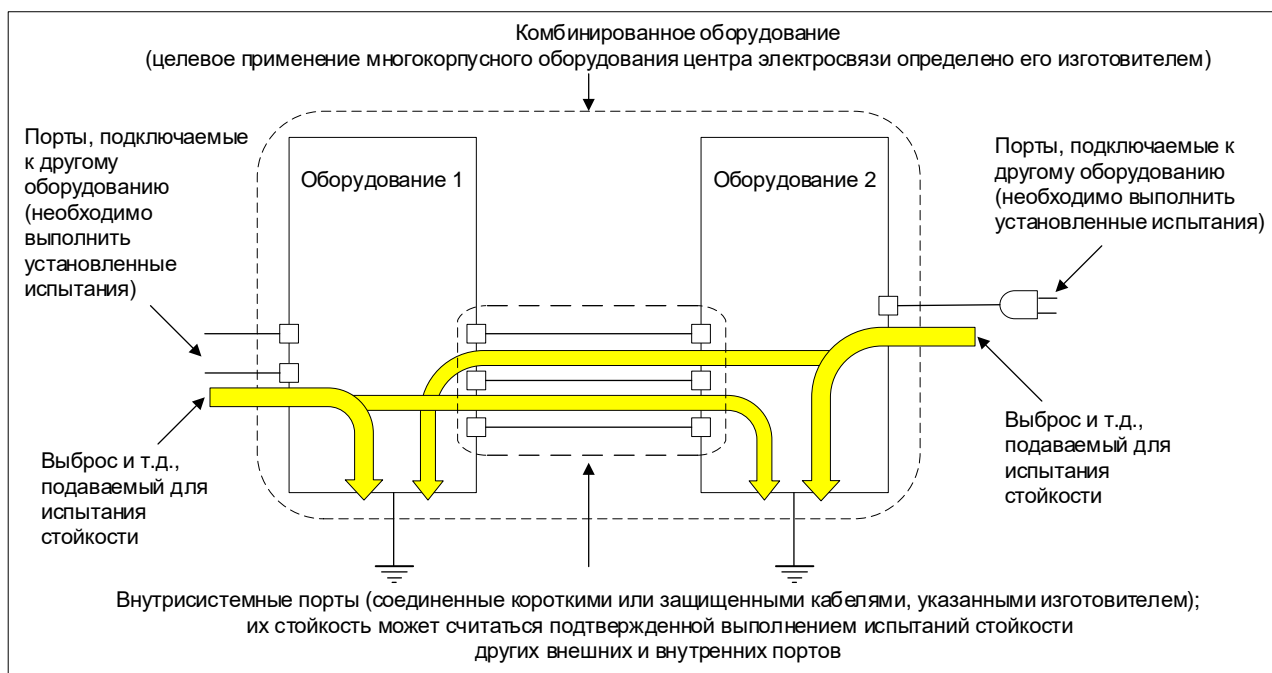 Комбинированное оборудование
(целевое применение многокорпусного оборудования центра электросвязи определено его изготовителем)
Порты, подключаемые
к другому
оборудованию
(необходимо
выполнить
установленные
испытания)
Оборудование 1
Оборудование 2
Порты, подключаемые к
другому оборудованию
(необходимо выполнить
установленные испытания)
Выброс и т.д.,
подаваемый для
испытания
стойкости
Выброс и т.д.,
подаваемый для
испытания
стойкости
Внутрисистемные порты (соединенные короткими или защищенными кабелями, указанными изготовителем);
их стойкость может считаться подтвержденной выполнением испытаний стойкости
других внешних и внутренних портов